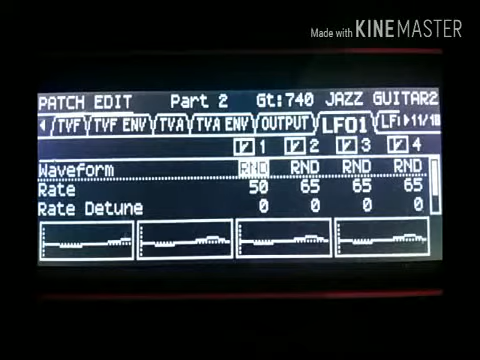 Made with KINEMASTER
PATCH EDIT Part 2 Gt:740 JAZZ GUITAR2
TVF TVF ENV TVA TVA ENV OUTPUT LFO1 LFi 11/18
1 2 3 4
Waveform RND RND RND RND
Rate 50 65 65 65
Rate Detune 0 0 0 0